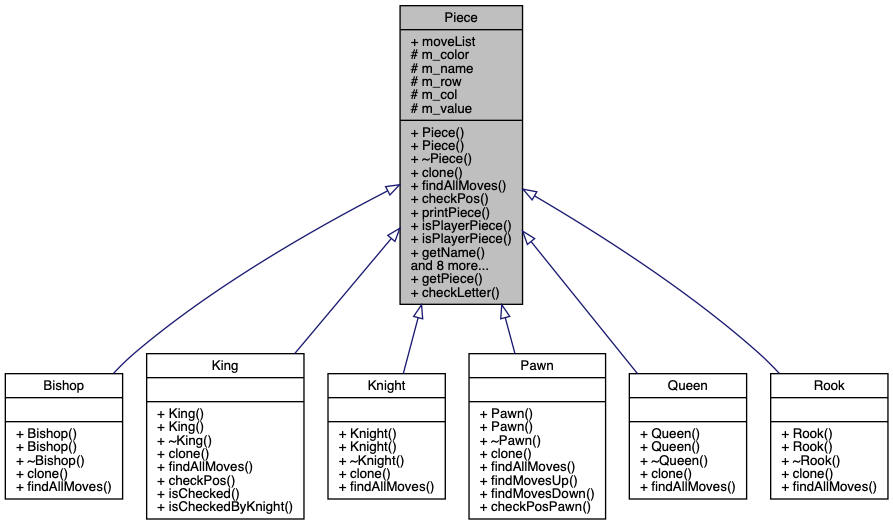 Piece
+ moveList
# m_color
# m_name
# m_row
# m_col
# m_value
+ Piece()
+ Piece()
+ ~Piece()
+ clone()
+ findAllMoves()
+ checkPos()
+ printPiece()
+ isPlayerPiece()
+ isPlayerPiece()
+ getName()
and 8 more...
+ getPiece()
+ checkLetter()
Bishop
+ Bishop()
+ Bishop()
+ ~Bishop()
+ clone()
+ findAllMoves()
King
+ King()
+ King()
+ ~King()
+ clone()
+ findAllMoves()
+ checkPos()
+ isChecked()
+ isCheckedByKnight()
Knight
+ Knight()
+ Knight()
+ ~Knight()
+ clone()
+ findAllMoves()
Pawn
+ Pawn()
+ Pawn()
+ ~Pawn()
+ clone()
+ findAllMoves()
+ findMovesUp()
+ findMovesDown()
+ checkPosPawn()
Queen
+ Queen()
+ Queen()
+ ~Queen()
+ clone()
+ findAllMoves()
Rook
+ Rook()
+ Rook()
+ ~Rook()
+ clone()
+ findAllMoves()